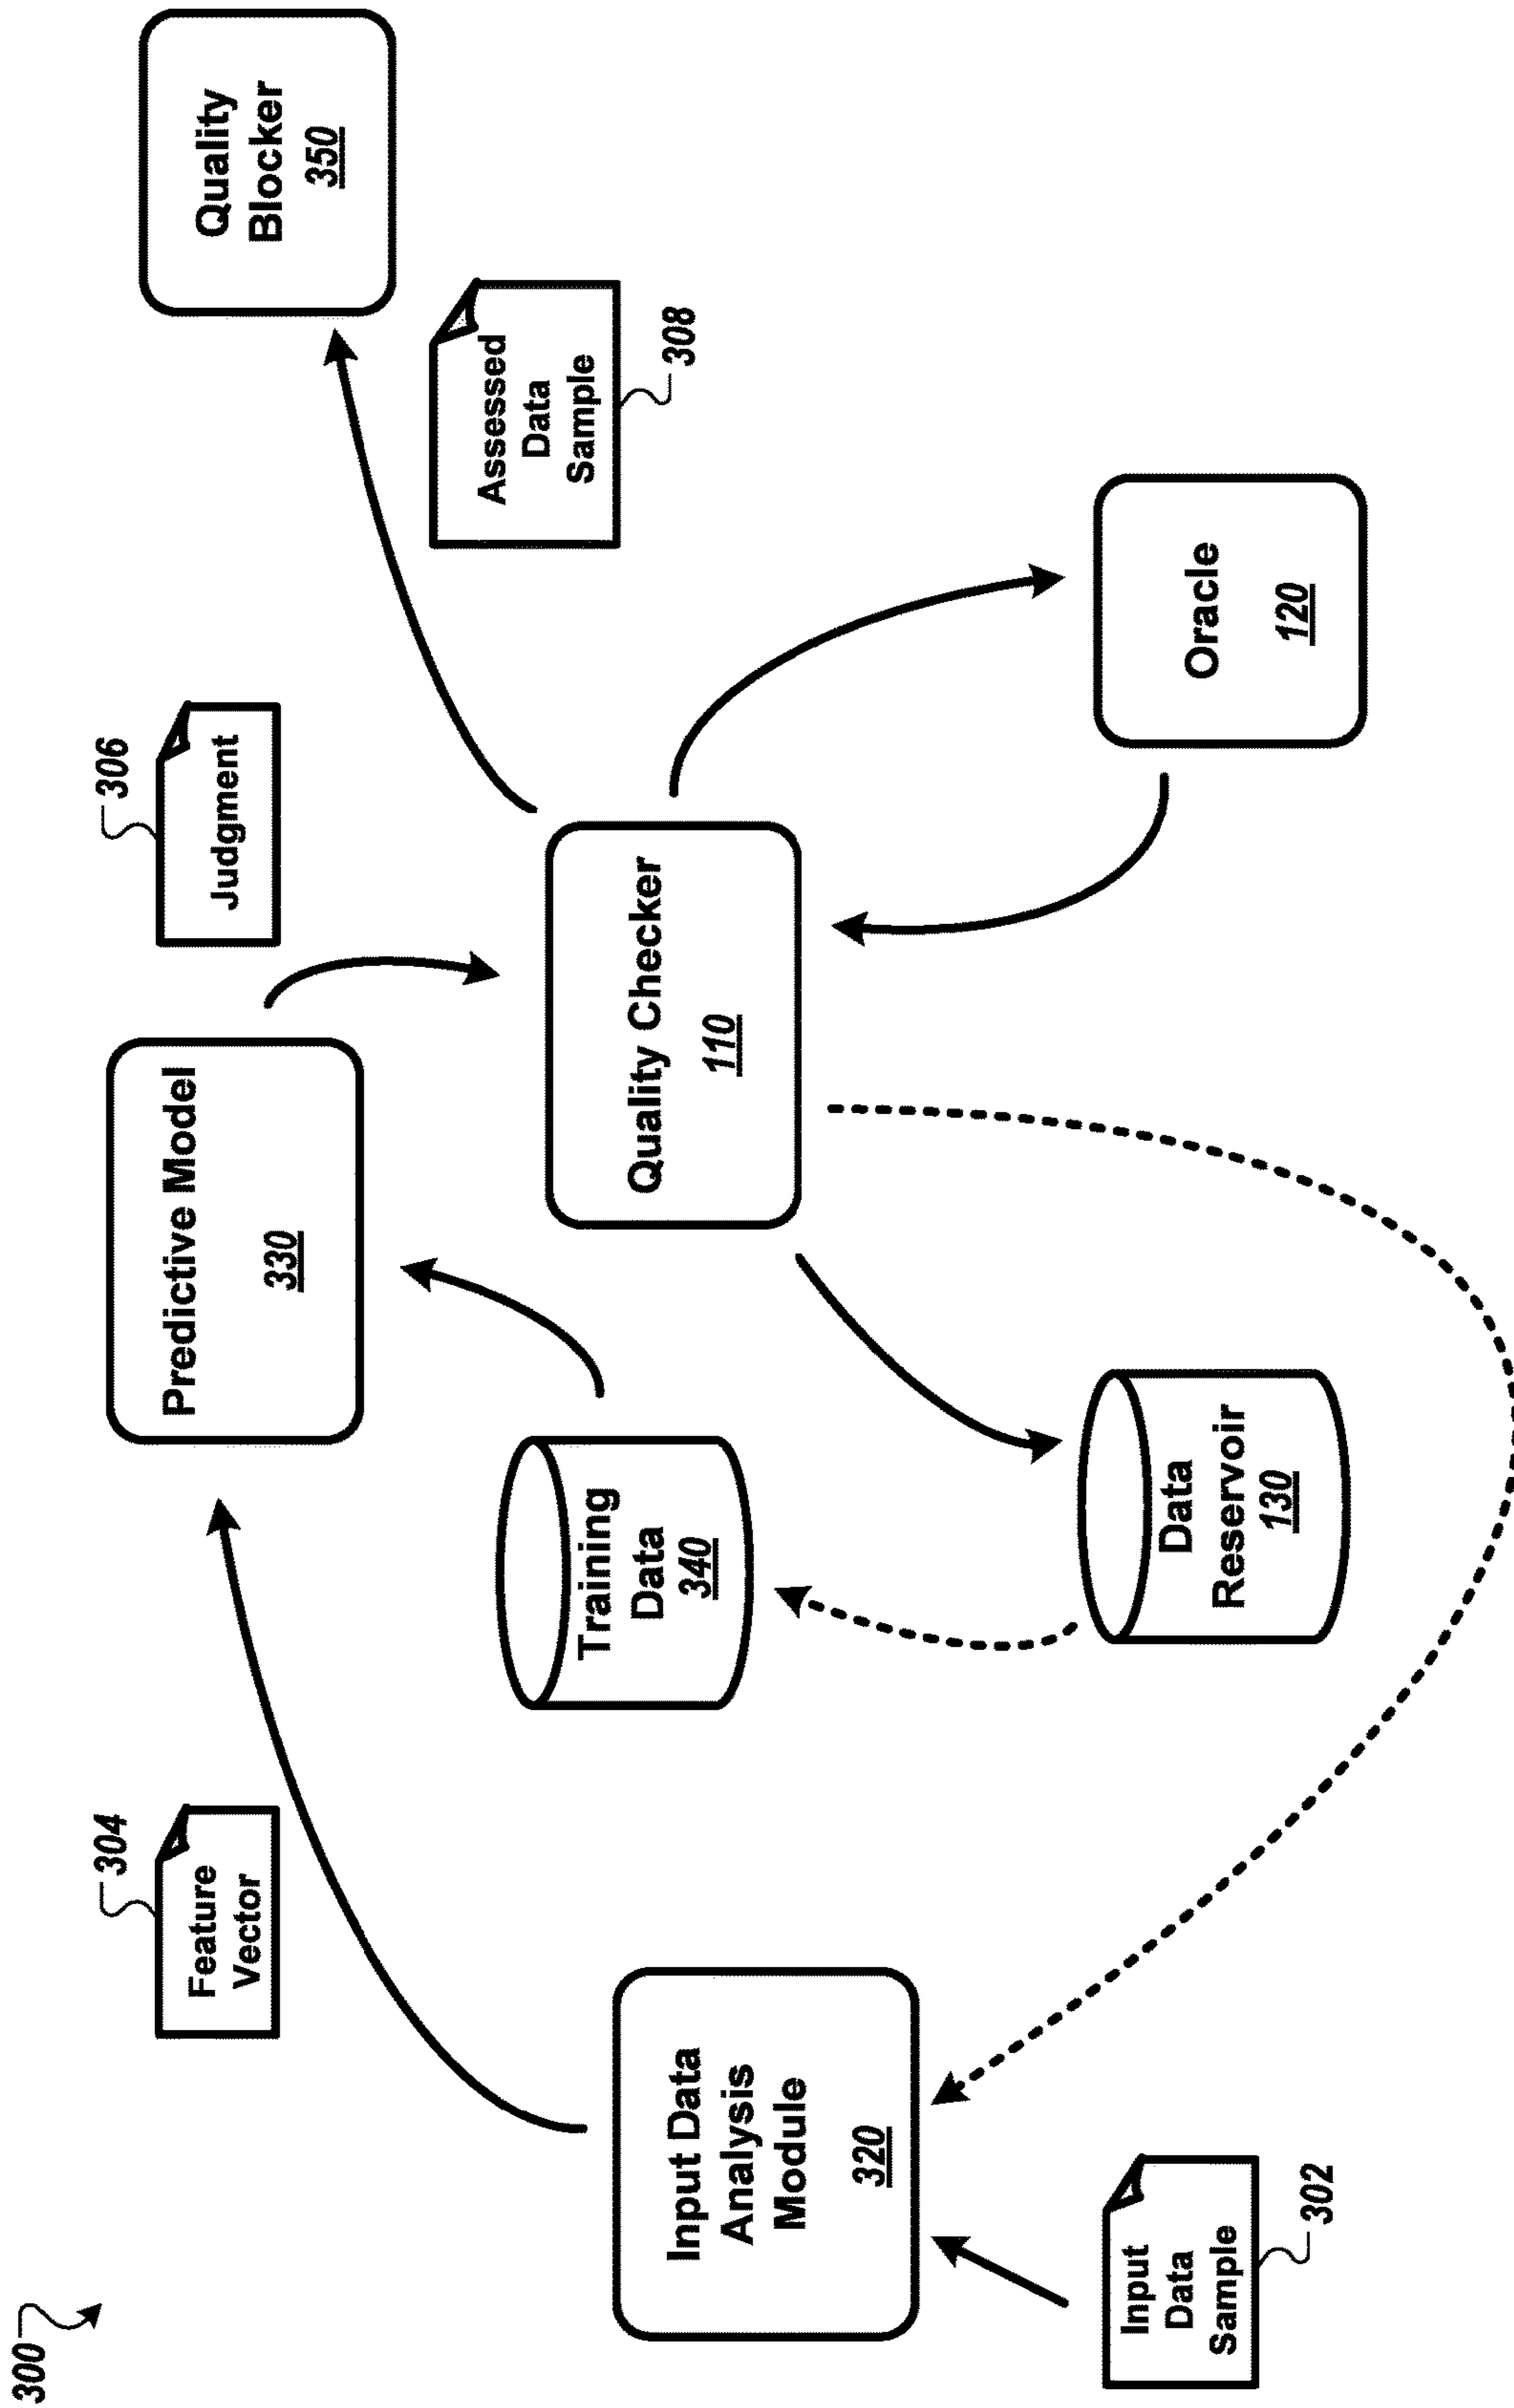 300
304
Feature
Vector
Predictive Model
330
306
Judgment
Quality
Blocker
350
Assessed
Data
Sample
308
Input Data
Analysis
Module
320
Training
Data
340
Quality Checker
110
Input
Data
Sample
302
Data
Reservoir
130
Oracle
120